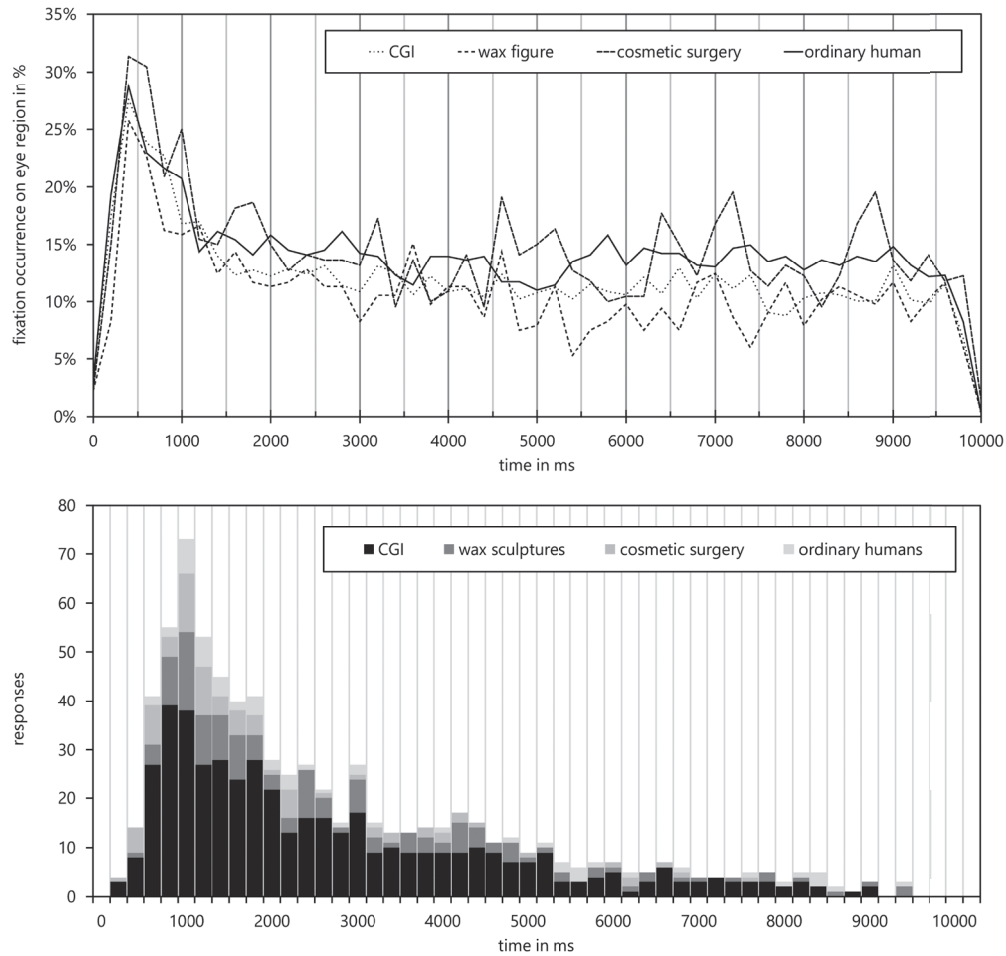 35%
30%
25%
20%
15%
10%
5%
0%
fixation occurrence on eye region in %
CGI wax figure cosmetic surgery ordinary human
0 1000 2000 3000 4000 5000 6000 7000 8000 9000 10000
time in ms
80
70
60
50
40
30
20
10
0
responses
CGI wax sculptures cosmetic surgery ordinary humans
0 1000 2000 3000 4000 5000 6000 7000 8000 9000 10000
time in ms